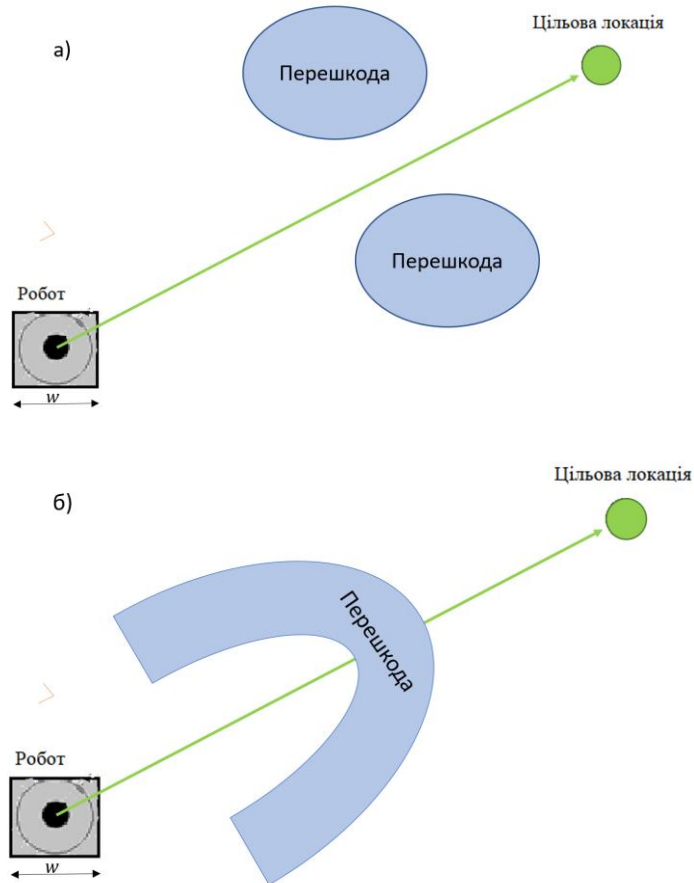 Цільова локація
а)
Перешкода
Перешкода
Робот
w
Цільова локація
б)
Перешкода
Робот
w